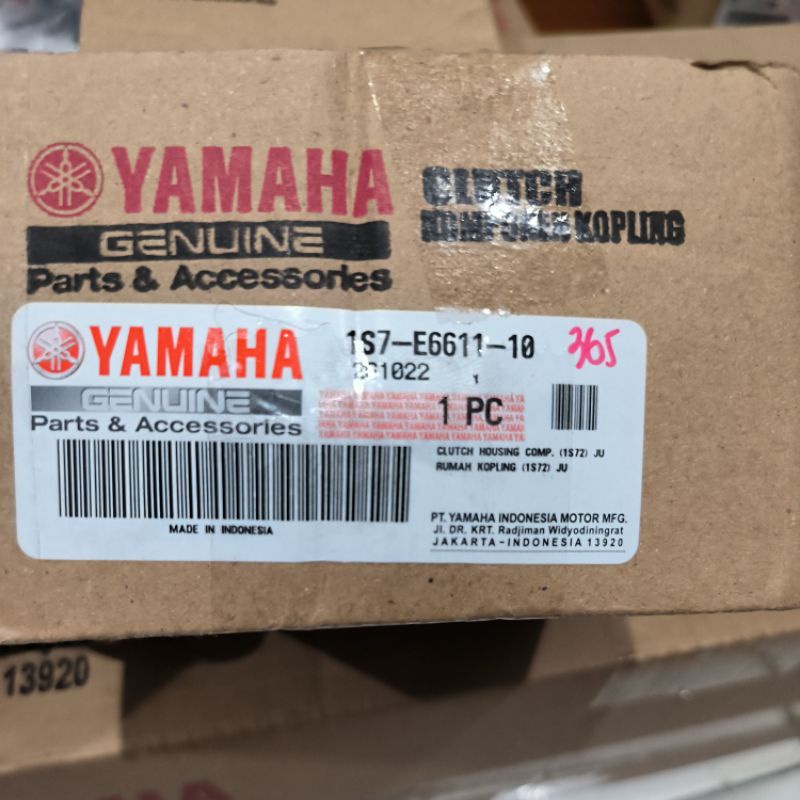 YAMAHA
GENUINE
Parts & Accessories
CLUTCH
KOMPONEN KOPLING
YAMAHA
GENUINE
Parts & Accessories
1S7-E6611-10
365
1
1 PC
CLUTCH HOUSING COMP. (1S72) JU
RUMAH KOPLING (1S72) JU
MADE IN INDONESIA
PT. YAMAHA INDONESIA MOTOR MFG.
Jl. DR. KRT. Radjiman Widyodiningrat
JAKARTA-INDONESIA 13920
13920